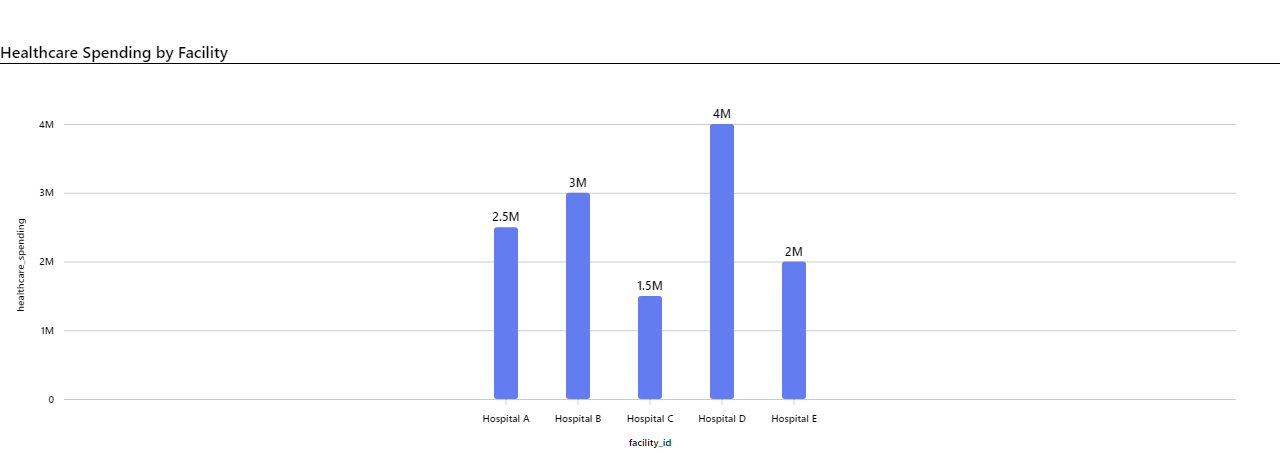 Healthcare Spending by Facility
4M
4M
3M
3M
2.5M
2M
2M
1.5M
1M
0
healthcare_spending
Hospital A Hospital B Hospital C Hospital D Hospital E
facility_id